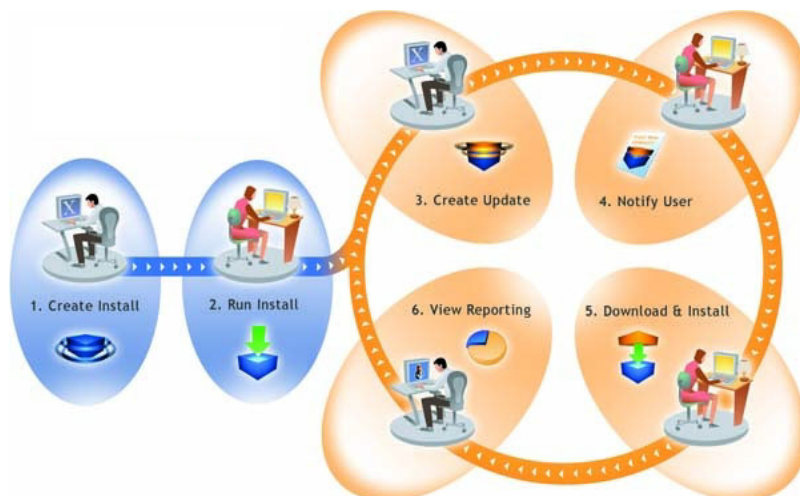 1. Create Install
2. Run Install
3. Create Update
4. Notify User
5. Download & Install
6. View Reporting
X
X